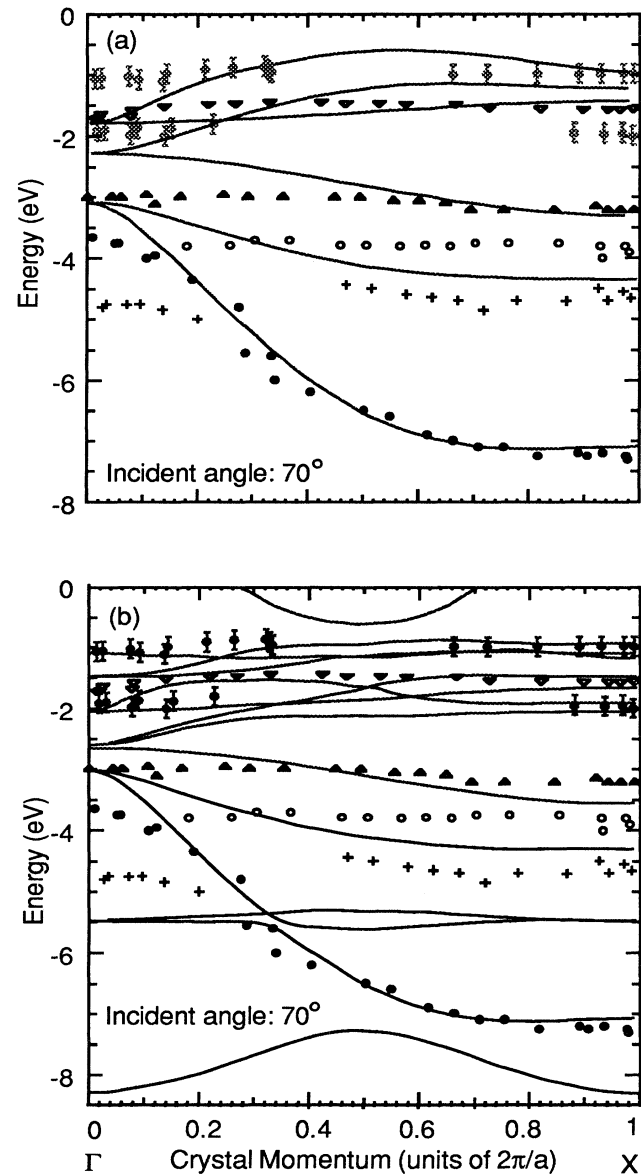 0
(a)
-2
-4
-6
-8
Energy (eV)
Incident angle: 70°
0
(b)
-2
-4
-6
-8
Energy (eV)
Incident angle: 70°
0 0.2 0.4 0.6 0.8 1
Γ Crystal Momentum (units of 2π/a) X